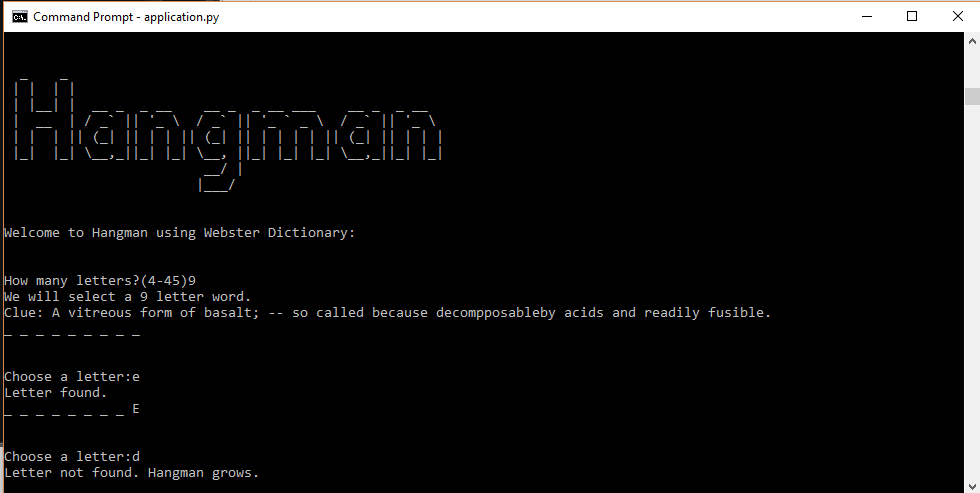 Command Prompt - application.py
Hangman
Welcome to Hangman using Webster Dictionary:
How many letters?(4-45)9
We will select a 9 letter word.
Clue: A vitreous form of basalt; -- so called because decompposableby acids and readily fusible.
_ _ _ _ _ _ _ _ _
Choose a letter:e
Letter found.
_ _ _ _ _ _ _ _ E
Choose a letter:d
Letter not found. Hangman grows.